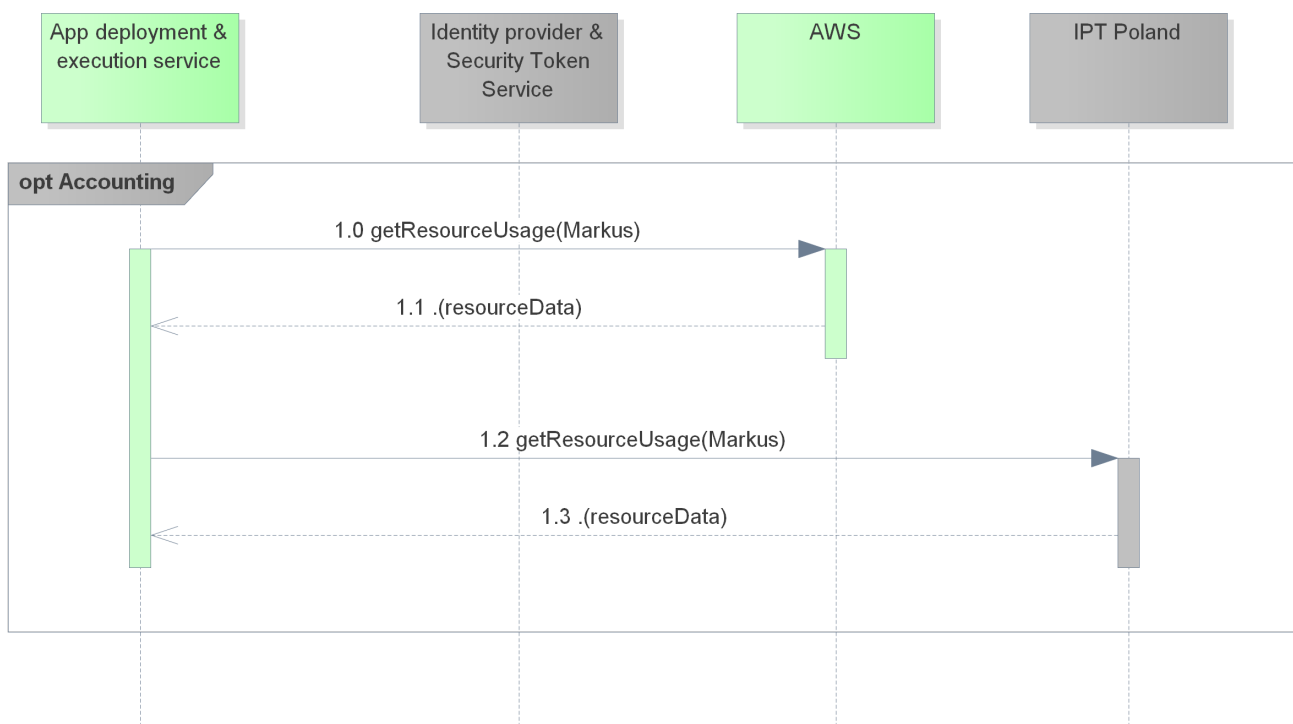 App deployment &
execution service
Identity provider &
Security Token
Service
AWS
IPT Poland
opt Accounting
1.0 getResourceUsage(Markus)
1.1 .(resourceData)
1.2 getResourceUsage(Markus)
1.3 .(resourceData)